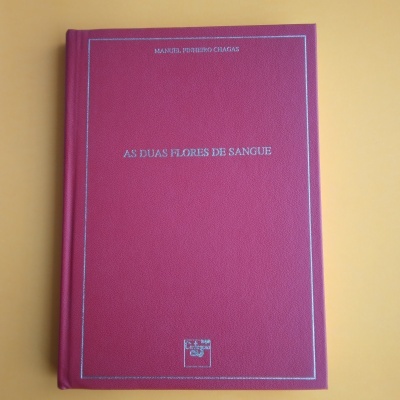 MANUEL PINHEIRO CHAGAS
AS DUAS FLORES DE SANGUE